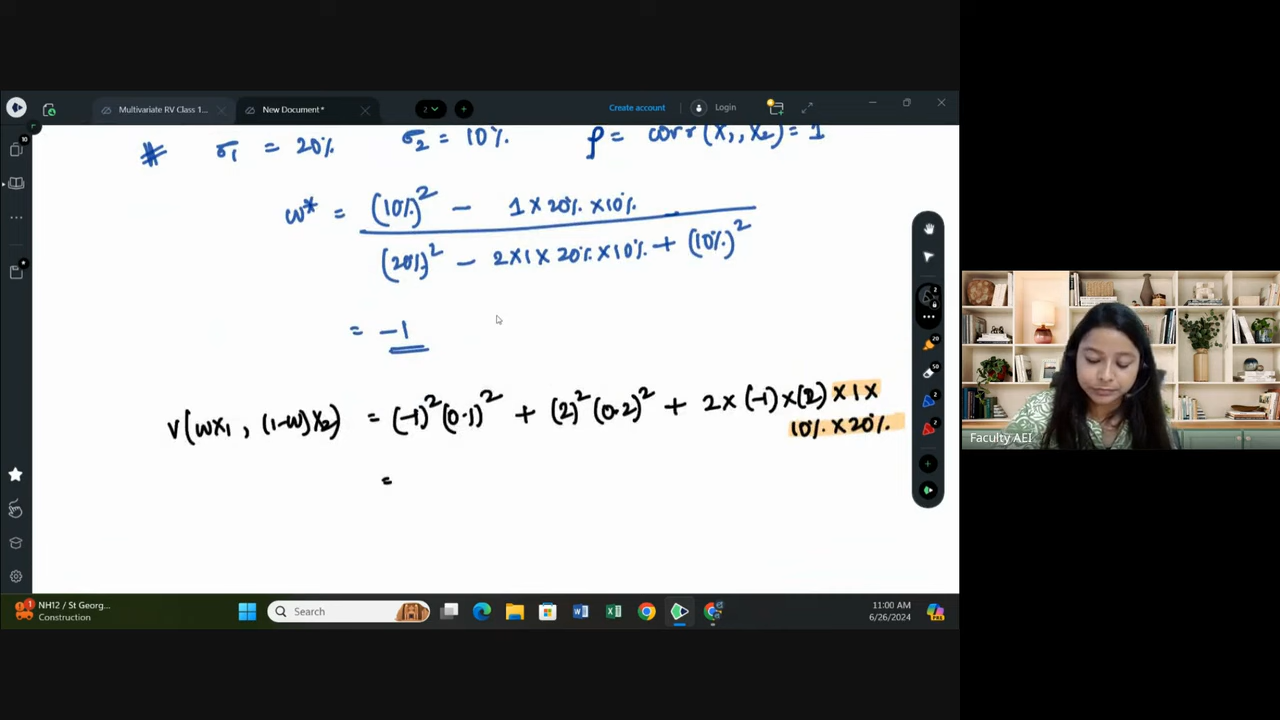 Multivariate RV Class 1...
New Document*
2
Create account
Login
# σ₁ = 20% σ₂ = 10% ρ = corr(X₁, X₂) = 1
w* = (10%)² - 1 × 20% × 10%
(20%)² - 2×1× 20% × 10% + (10%)²
= -1
V(wX₁, (1-w)X₂) = (-1)²(0.1)² + (2)²(0.2)² + 2×(-1)×(2) × 1 ×
10% × 20%.
=
Faculty AEI
NH12 / St Georg...
Construction
Search
11:00 AM
6/26/2024